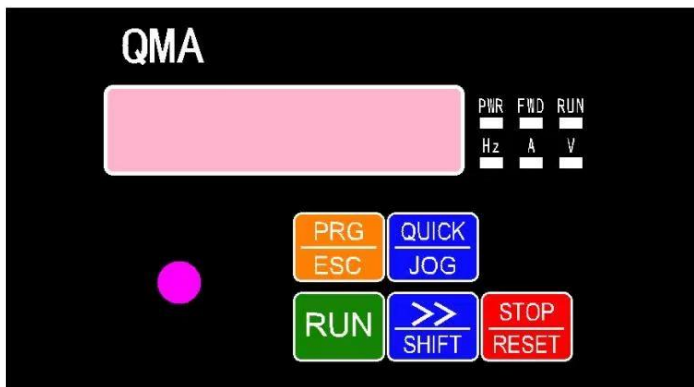 QMA
PWR FWD RUN
Hz A V
PRG
ESC
QUICK
JOG
RUN
>>
SHIFT
STOP
RESET